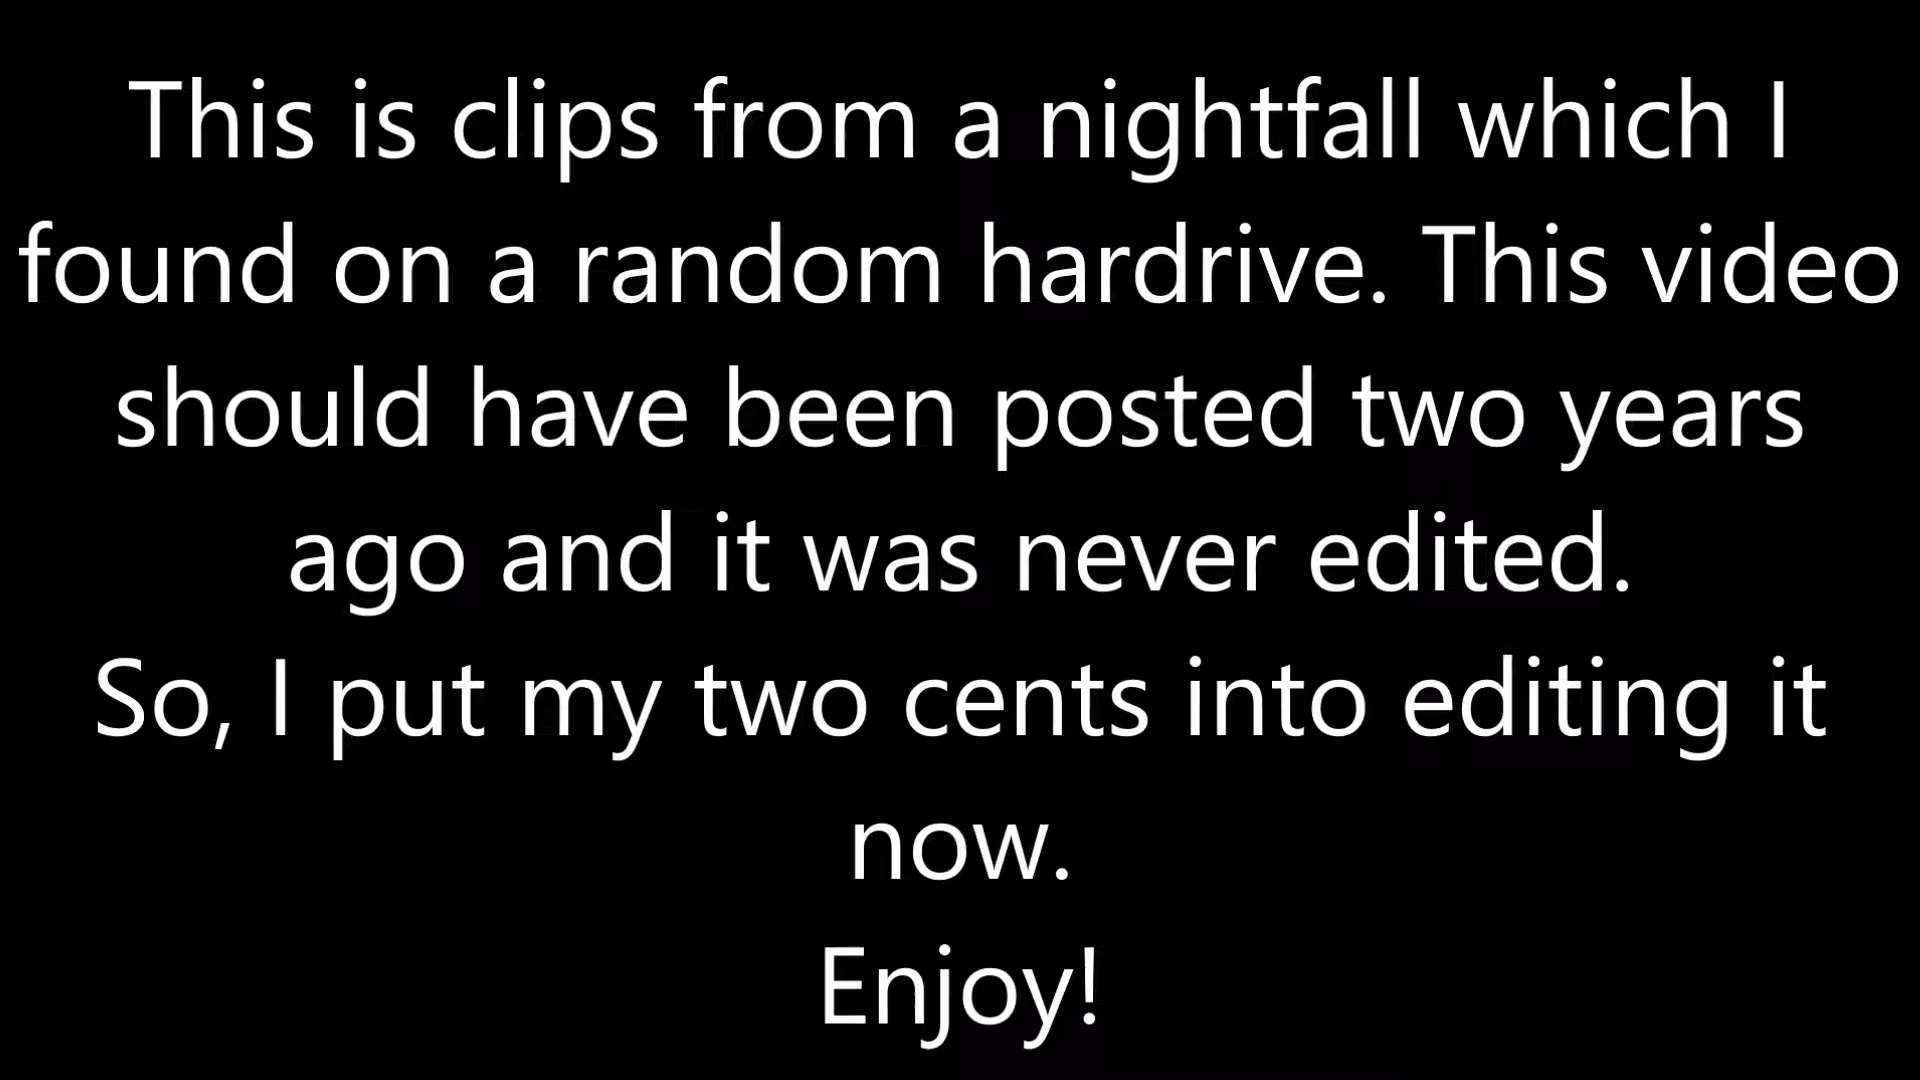 This is clips from a nightfall which I
found on a random hardrive. This video
should have been posted two years
ago and it was never edited.
So, I put my two cents into editing it
now.
Enjoy!